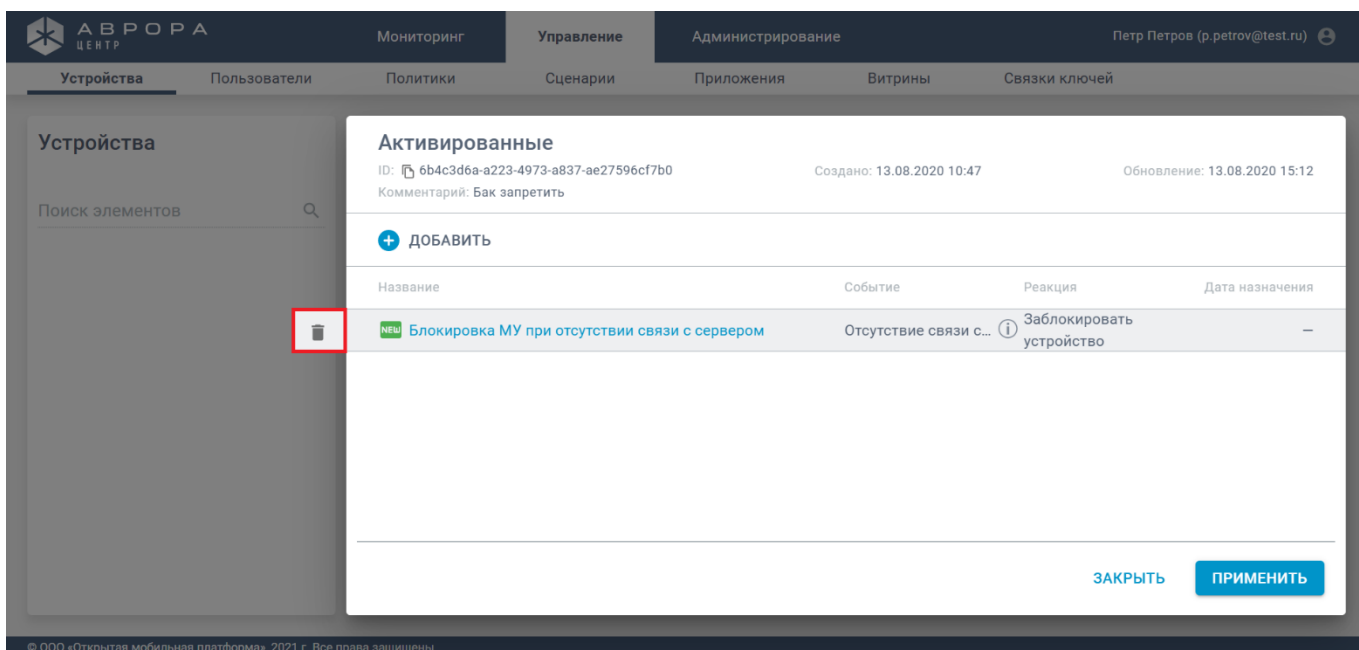 АВРОРА
ЦЕНТР
Мониторинг Управление Администрирование Петр Петров (p.petrov@test.ru)
Устройства Пользователи Политики Сценарии Приложения Витрины Связки ключей
Устройства
Поиск элементов
Активированные
ID: 6b4c3d6a-a223-4973-a837-ae27596cf7b0 Создано: 13.08.2020 10:47 Обновление: 13.08.2020 15:12
Комментарий: Бак запретить
ДОБАВИТЬ
Название Событие Реакция Дата назначения
NEW Блокировка МУ при отсутствии связи с сервером Отсутствие связи с... Заблокировать устройство –
ЗАКРЫТЬ ПРИМЕНИТЬ
© ООО «Открытая мобильная платформа», 2021 г. Все права защищены